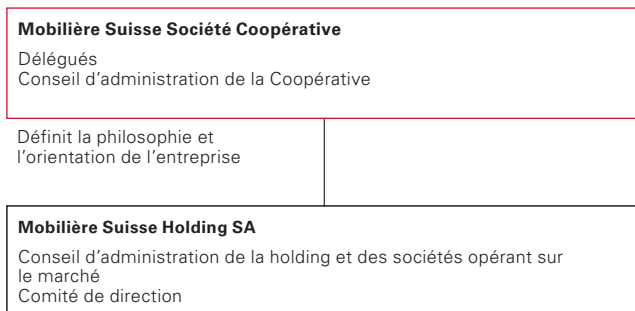 Mobilière Suisse Société Coopérative
Délégués
Conseil d’administration de la Coopérative
Définit la philosophie et
l’orientation de l’entreprise
Mobilière Suisse Holding SA
Conseil d’administration de la holding et des sociétés opérant sur
le marché
Comité de direction